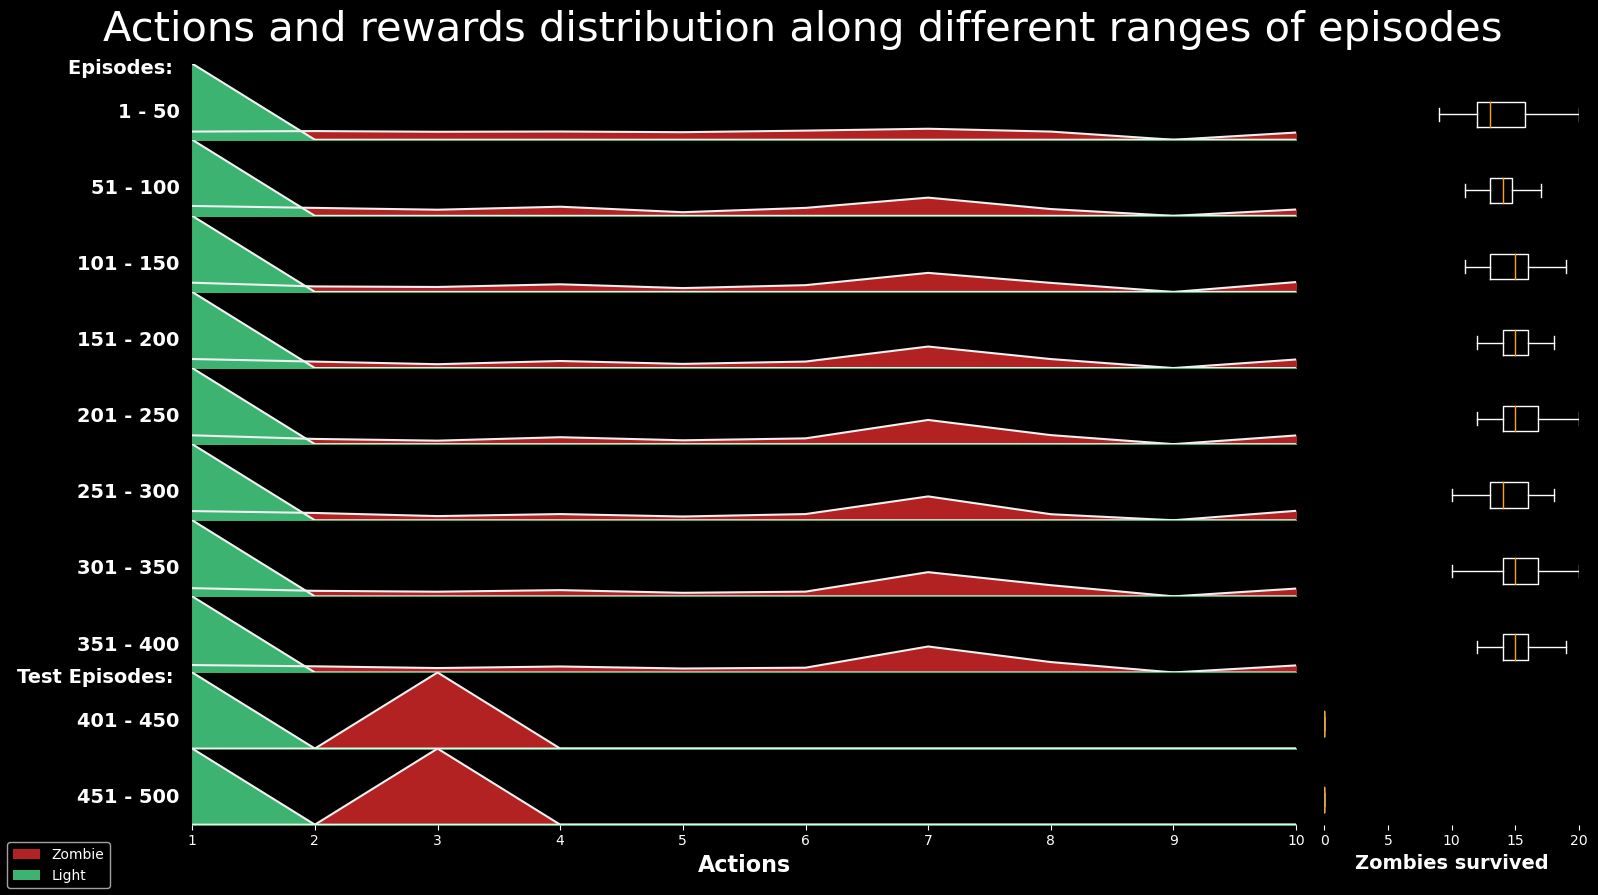 Actions and rewards distribution along different ranges of episodes
Episodes:
1 - 50
51 - 100
101 - 150
151 - 200
201 - 250
251 - 300
301 - 350
351 - 400
Test Episodes:
401 - 450
451 - 500
1 2 3 4 5 6 7 8 9 10
0 5 10 15 20
Actions
Zombies survived
Zombie
Light